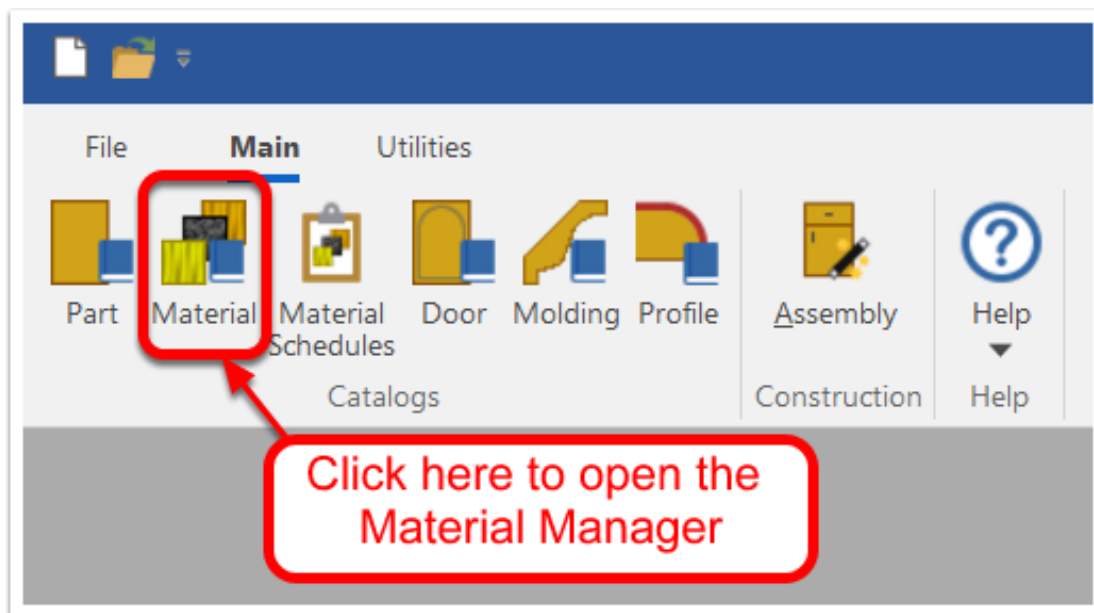 File Main Utilities
Part Material Material Schedules Door Molding Profile Assembly Help
Catalogs Construction Help
Click here to open the
Material Manager